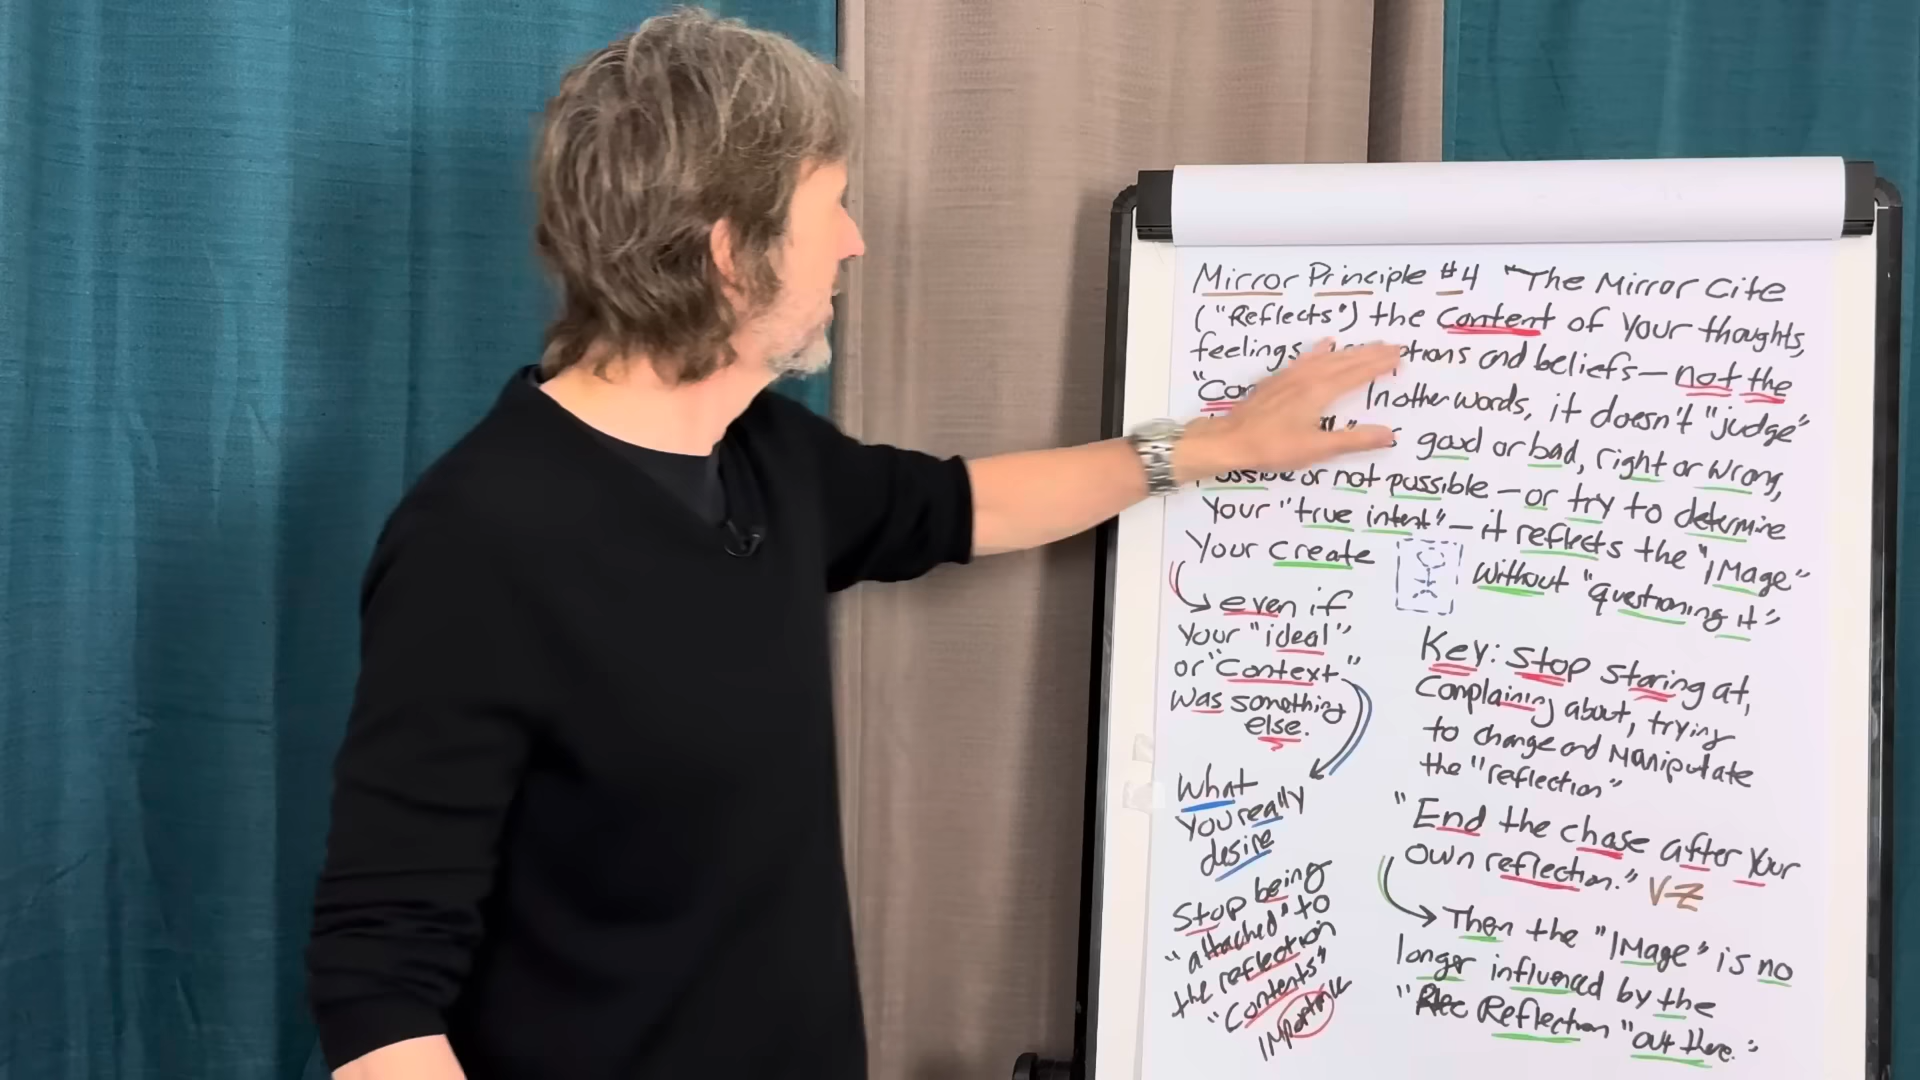 Mirror Principle #4 "The Mirror Cite
("Reflects") the content of your thoughts,
feelings, and beliefs — not the
In other words, it doesn't "judge"
good or bad, right or wrong,
possible or not possible — or try to determine
Your "true intent" — it reflects the "IMage"
Your create
Without "questioning it"
even if
Your "ideal"
or "Context"
was something
else.
What
You really
desire
Stop being
"attached" to
the reflection
"Contents"
IMportant
Key: Stop Staring at,
Complaining about, trying
to change and Manipulate
the "reflection"
"End the chase after Your
own reflection." V-Z
Then the "IMage" is no
longer influenced by the
Reflection "out there."